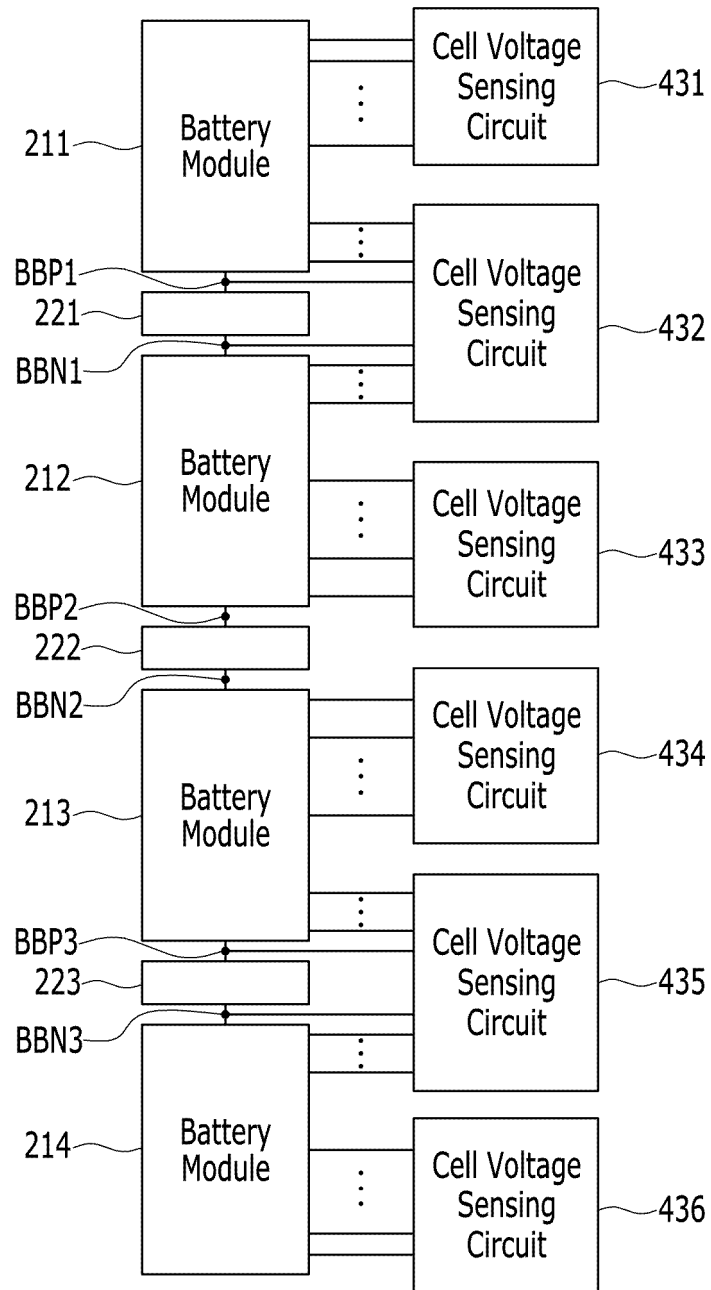 Cell Voltage
Sensing
Circuit
431
Battery
Module
211
Cell Voltage
Sensing
Circuit
432
BBP1
221
BBN1
Battery
Module
212
Cell Voltage
Sensing
Circuit
433
BBP2
222
BBN2
Cell Voltage
Sensing
Circuit
434
Battery
Module
213
Cell Voltage
Sensing
Circuit
435
BBP3
223
BBN3
Battery
Module
214
Cell Voltage
Sensing
Circuit
436